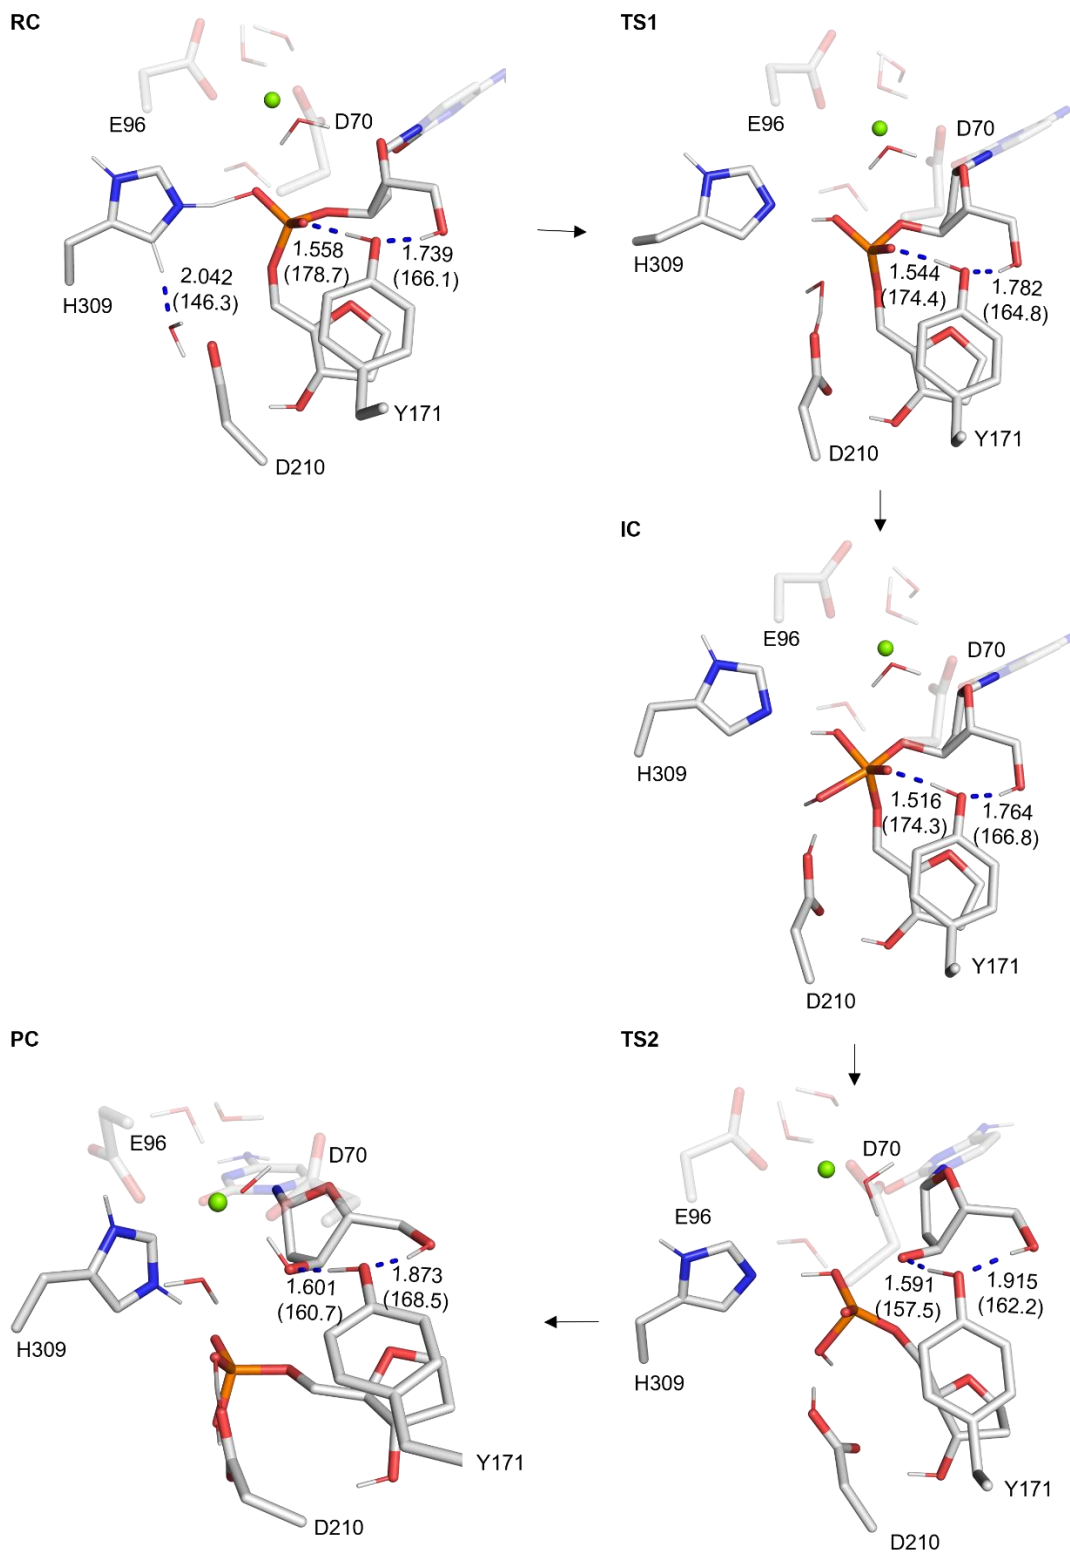 RC
E96
D70
1.558
(178.7)
1.739
(166.1)
2.042
(146.3)
H309
Y171
D210
TS1
E96
D70
H309
1.544
(174.4)
1.782
(164.8)
Y171
D210
IC
E96
D70
H309
1.516
(174.3)
1.764
(166.8)
Y171
D210
PC
E96
D70
1.601
(160.7)
1.873
(168.5)
H309
Y171
D210
TS2
D70
E96
1.591
(157.5)
1.915
(162.2)
H309
Y171
D210